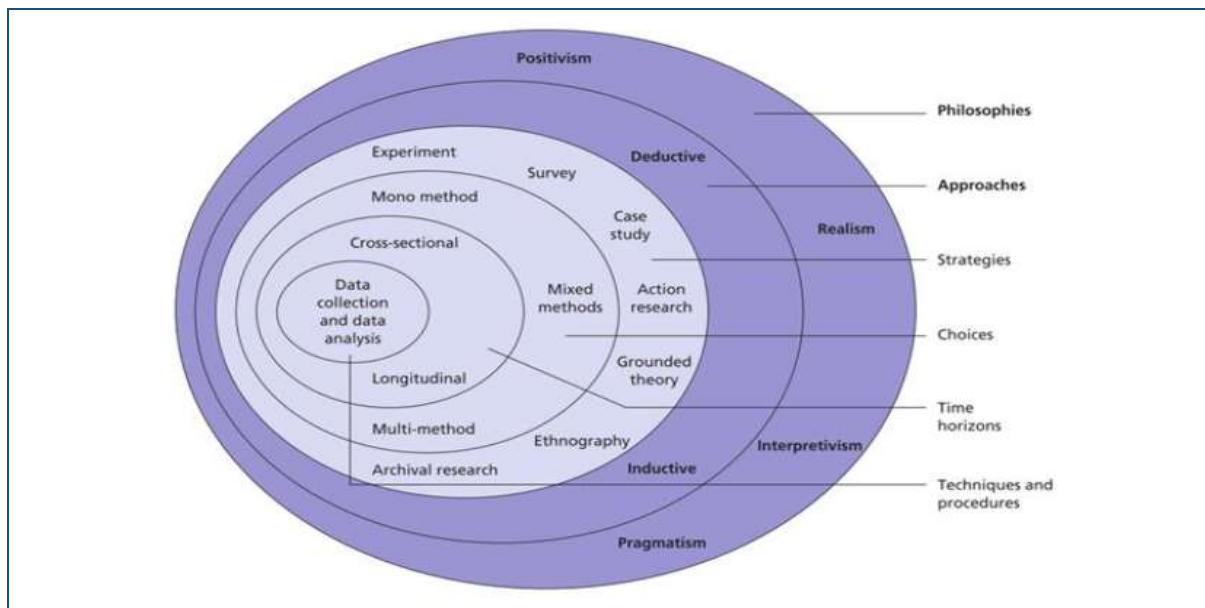 Positivism
Philosophies
Experiment
Deductive
Survey
Approaches
Mono method
Case
study
Realism
Cross-sectional
Strategies
Data
collection
and data
analysis
Mixed
methods
Action
research
Choices
Grounded
theory
Longitudinal
Time
horizons
Multi-method
Ethnography
Interpretivism
Archival research
Inductive
Techniques and
procedures
Pragmatism